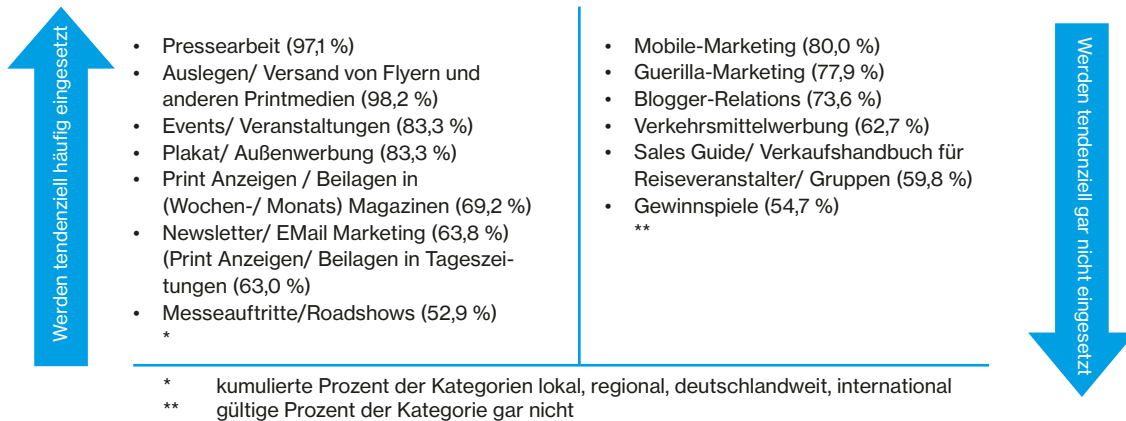 Werden tendenziell häufig eingesetzt
• Pressearbeit (97,1 %)
• Auslegen/ Versand von Flyern und
anderen Printmedien (98,2 %)
• Events/ Veranstaltungen (83,3 %)
• Plakat/ Außenwerbung (83,3 %)
• Print Anzeigen / Beilagen in
(Wochen-/ Monats) Magazinen (69,2 %)
• Newsletter/ EMail Marketing (63,8 %)
(Print Anzeigen/ Beilagen in Tageszei-
tungen (63,0 %)
• Messeauftritte/Roadshows (52,9 %)
*
• Mobile-Marketing (80,0 %)
• Guerilla-Marketing (77,9 %)
• Blogger-Relations (73,6 %)
• Verkehrsmittelwerbung (62,7 %)
• Sales Guide/ Verkaufshandbuch für
Reiseveranstalter/ Gruppen (59,8 %)
• Gewinnspiele (54,7 %)
**
Werden tendenziell gar nicht eingesetzt
* kumulierte Prozent der Kategorien lokal, regional, deutschlandweit, international
** gültige Prozent der Kategorie gar nicht